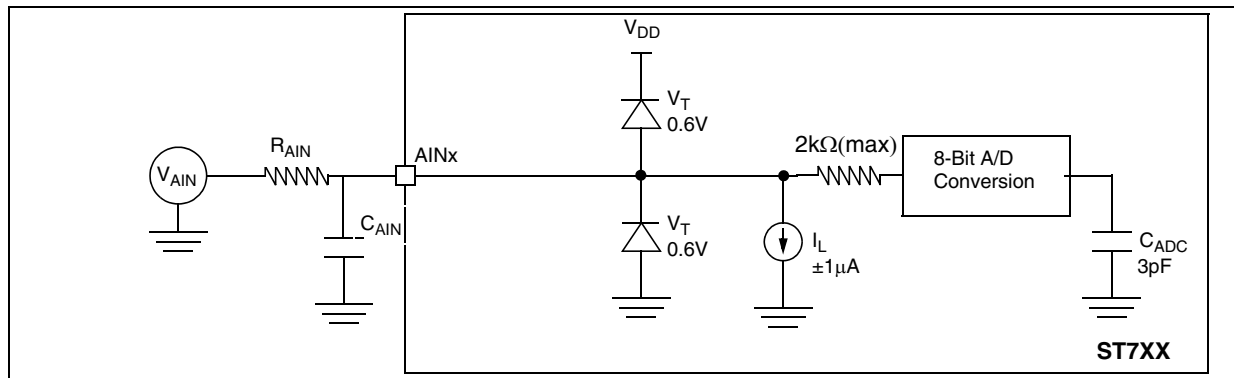 V_DD
V_T
0.6V
R_AIN
AINx
2kΩ(max)
8-Bit A/D
Conversion
V_AIN
C_AIN
V_T
0.6V
I_L
±1μA
C_ADC
3pF
ST7XX